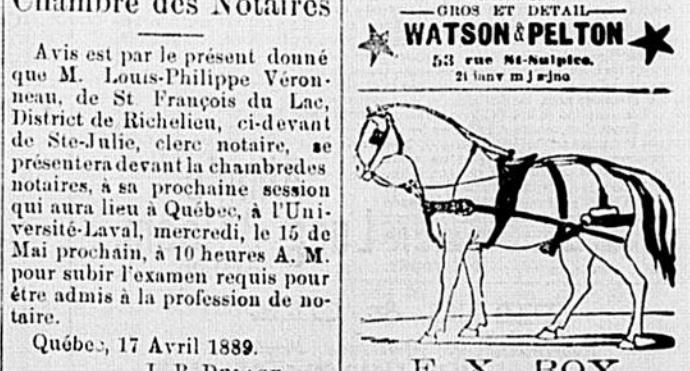 Chambre des Notaires
Avis est par le présent donné
que M. Louis-Philippe Véron-
neau, de St François du Lac,
District de Richelieu, ci-devant
de Ste-Julie, clerc notaire, se
présentera devant la chambredes
notaires, à sa prochaine session
qui aura lieu à Québec, à l'Uni-
versité-Laval, mercredi, le 15 de
Mai prochain, à 10 heures A. M.
pour subir l'examen requis pour
être admis à la profession de no-
taire.
Québec, 17 Avril 1889.
GROS ET DETAIL
WATSON & PELTON
53 rue St-Sulpice.
21 janv m j s-jno
F. X. ROY